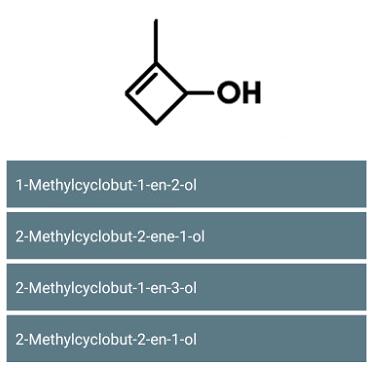 OH
1-Methylcyclobut-1-en-2-ol
2-Methylcyclobut-2-ene-1-ol
2-Methylcyclobut-1-en-3-ol
2-Methylcyclobut-2-en-1-ol